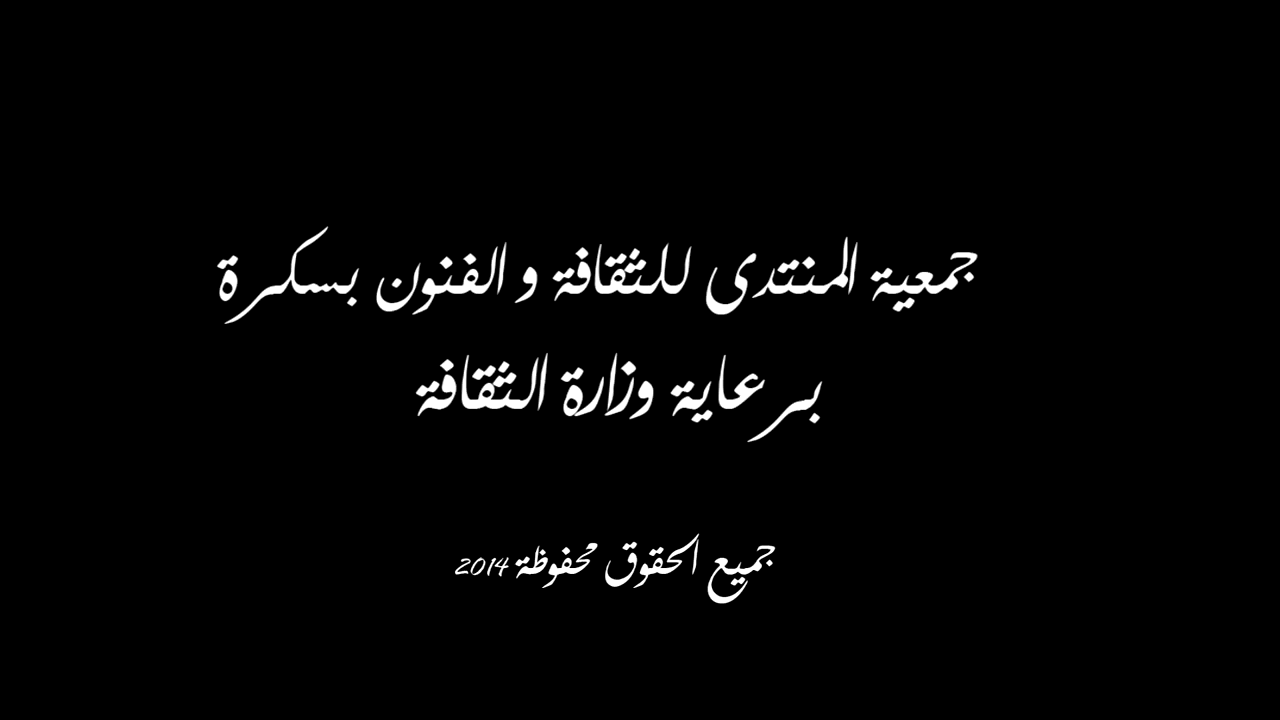 جمعية المنتدى للثقافة و الفنون بسكرة
برعاية وزارة الثقافة
جميع الحقوق محفوظة 2014